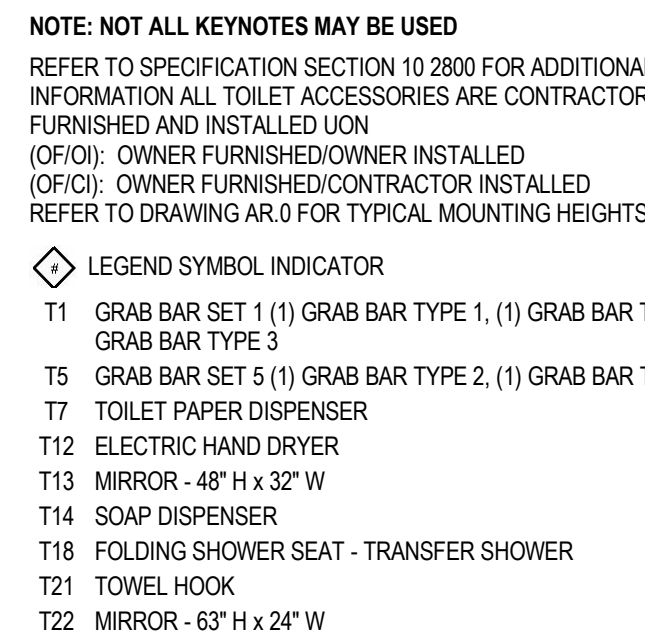 NOTE: NOT ALL KEYNOTES MAY BE USED
REFER TO SPECIFICATION SECTION 10 2800 FOR ADDITIONAL
INFORMATION ALL TOILET ACCESSORIES ARE CONTRACTOR
FURNISHED AND INSTALLED UON
(OF/OI): OWNER FURNISHED/OWNER INSTALLED
(OF/CI): OWNER FURNISHED/CONTRACTOR INSTALLED
REFER TO DRAWING AR.0 FOR TYPICAL MOUNTING HEIGHTS
# LEGEND SYMBOL INDICATOR
T1 GRAB BAR SET 1 (1) GRAB BAR TYPE 1, (1) GRAB BAR
GRAB BAR TYPE 3
T5 GRAB BAR SET 5 (1) GRAB BAR TYPE 2, (1) GRAB BAR
T7 TOILET PAPER DISPENSER
T12 ELECTRIC HAND DRYER
T13 MIRROR - 48" H x 32" W
T14 SOAP DISPENSER
T18 FOLDING SHOWER SEAT - TRANSFER SHOWER
T21 TOWEL HOOK
T22 MIRROR - 63" H x 24" W